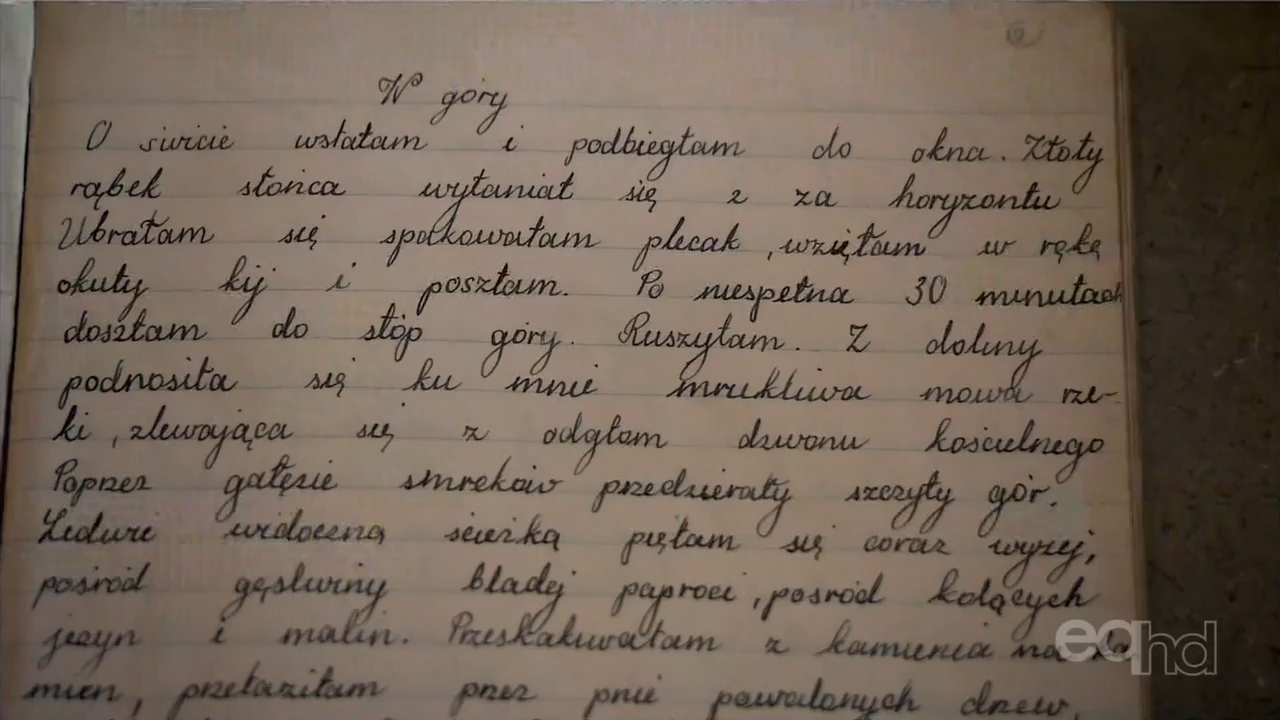 W góry
O świcie wstałam i podbiegłam do okna. Złoty
rąbek słońca wyłaniał się z za horyzontu
Ubrałam się spakowałam plecak, wzięłam w rękę
okuty kij i poszłam. Po niespełna 30 minutach
doszłam do stóp góry. Ruszyłam. Z doliny
podnosiła się ku mnie mrukliwa mowa rze-
ki, zlewająca się z odgłam dzwonu kościelnego
Poprzez gałęzie smreków przedzierały szczyty gór.
Ledwie widoczną ścieżką pięłam się coraz wyżej,
pośród gęstwiny bladej paproci, pośród kolących
jeżyn i malin. Przeskakiwałam z kamienia na ka
mień, przełaziłam przez pnie powalonych drzew,
eqhd